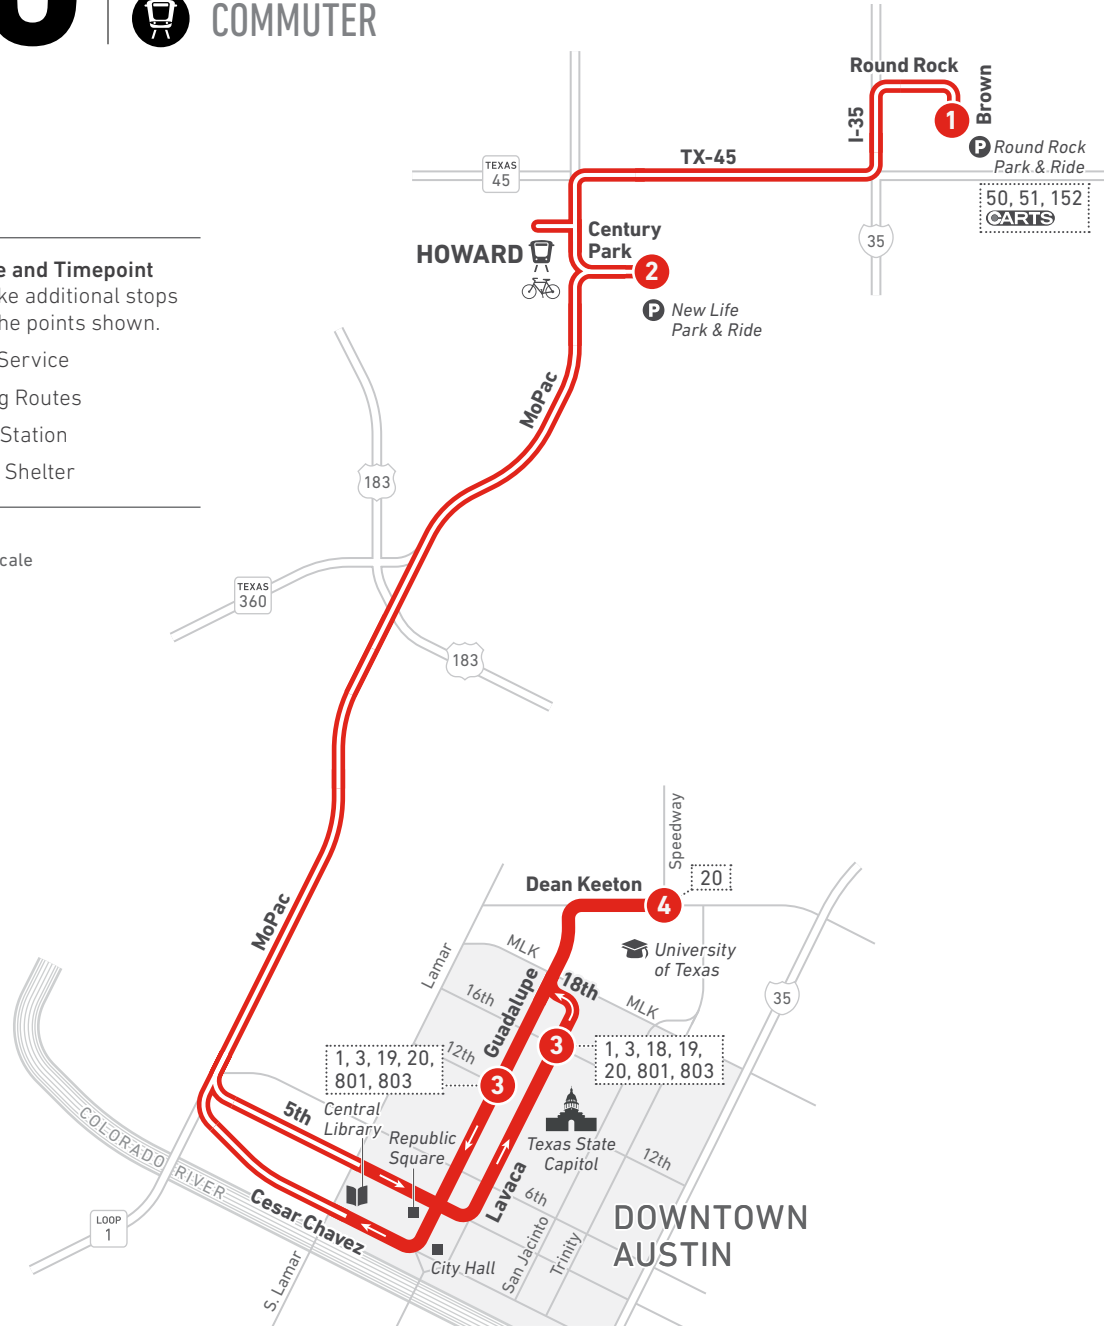 COMMUTER
Round Rock
Brown
I-35
1
P Round Rock
Park & Ride
TX-45
TEXAS
45
50, 51, 152
CARTS
35
Century
Park
HOWARD
2
P New Life
Park & Ride
and Timepoint
additional stops
points shown.
Service
Routes
Station
Shelter
MoPac
183
TEXAS
360
183
Speedway
MoPac
Dean Keeton
20
4
University
of Texas
Lamar
MLK
18th
MLK
16th
Guadalupe
35
12th
3
1, 3, 18, 19,
20, 801, 803
1, 3, 19, 20,
801, 803
3
5th
Central
Library
Republic
Square
Texas State
Capitol
12th
COLORADO RIVER
Lavaca
6th
Cesar Chavez
LOOP
1
San Jacinto
Trinity
DOWNTOWN
AUSTIN
City Hall
S. Lamar